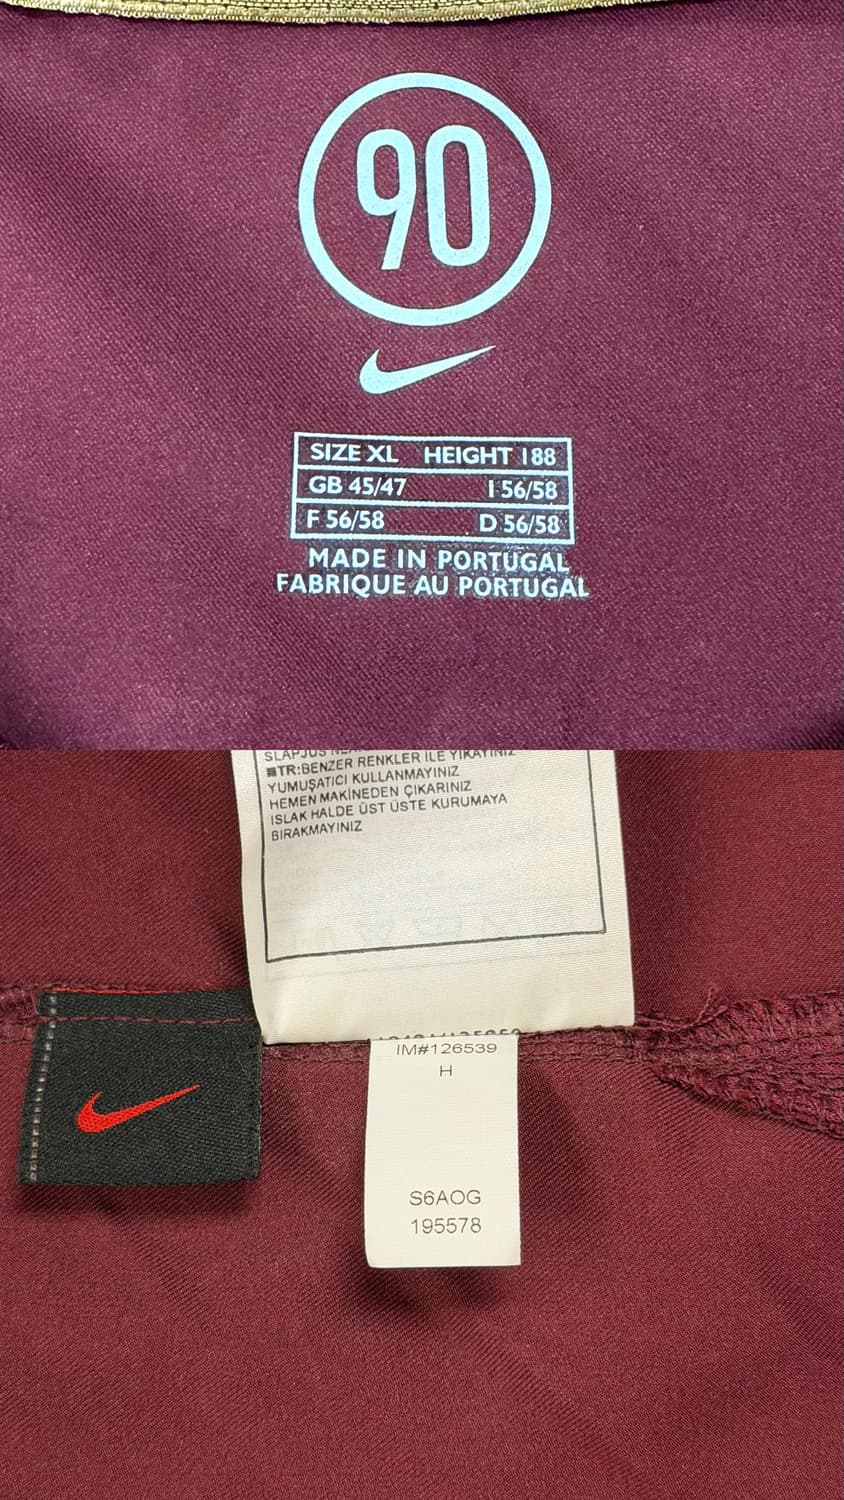 90
SIZE XL HEIGHT 188
GB 45/47 I 56/58
F 56/58 D 56/58
MADE IN PORTUGAL
FABRIQUE AU PORTUGAL
TR:BENZER RENKLER ILE YIKAYINIZ
YUMUŞATICI KULLANMAYINIZ
HEMEN MAKİNEDEN ÇIKARINIZ
ISLAK HALDE ÜST ÜSTE KURUMAYA
BIRAKMAYINIZ
IM#126539
H
S6AOG
195578